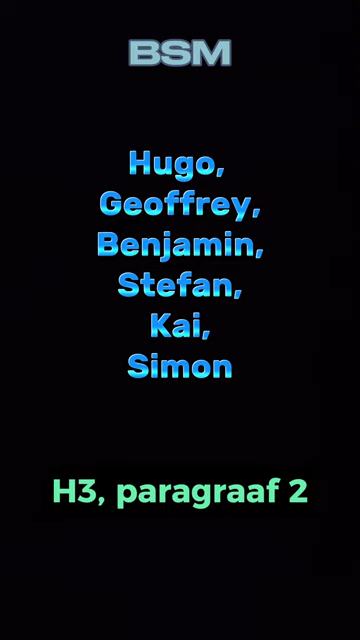 BSM
Hugo,
Geoffrey,
Benjamin,
Stefan,
Kai,
Simon
H3, paragraaf 2